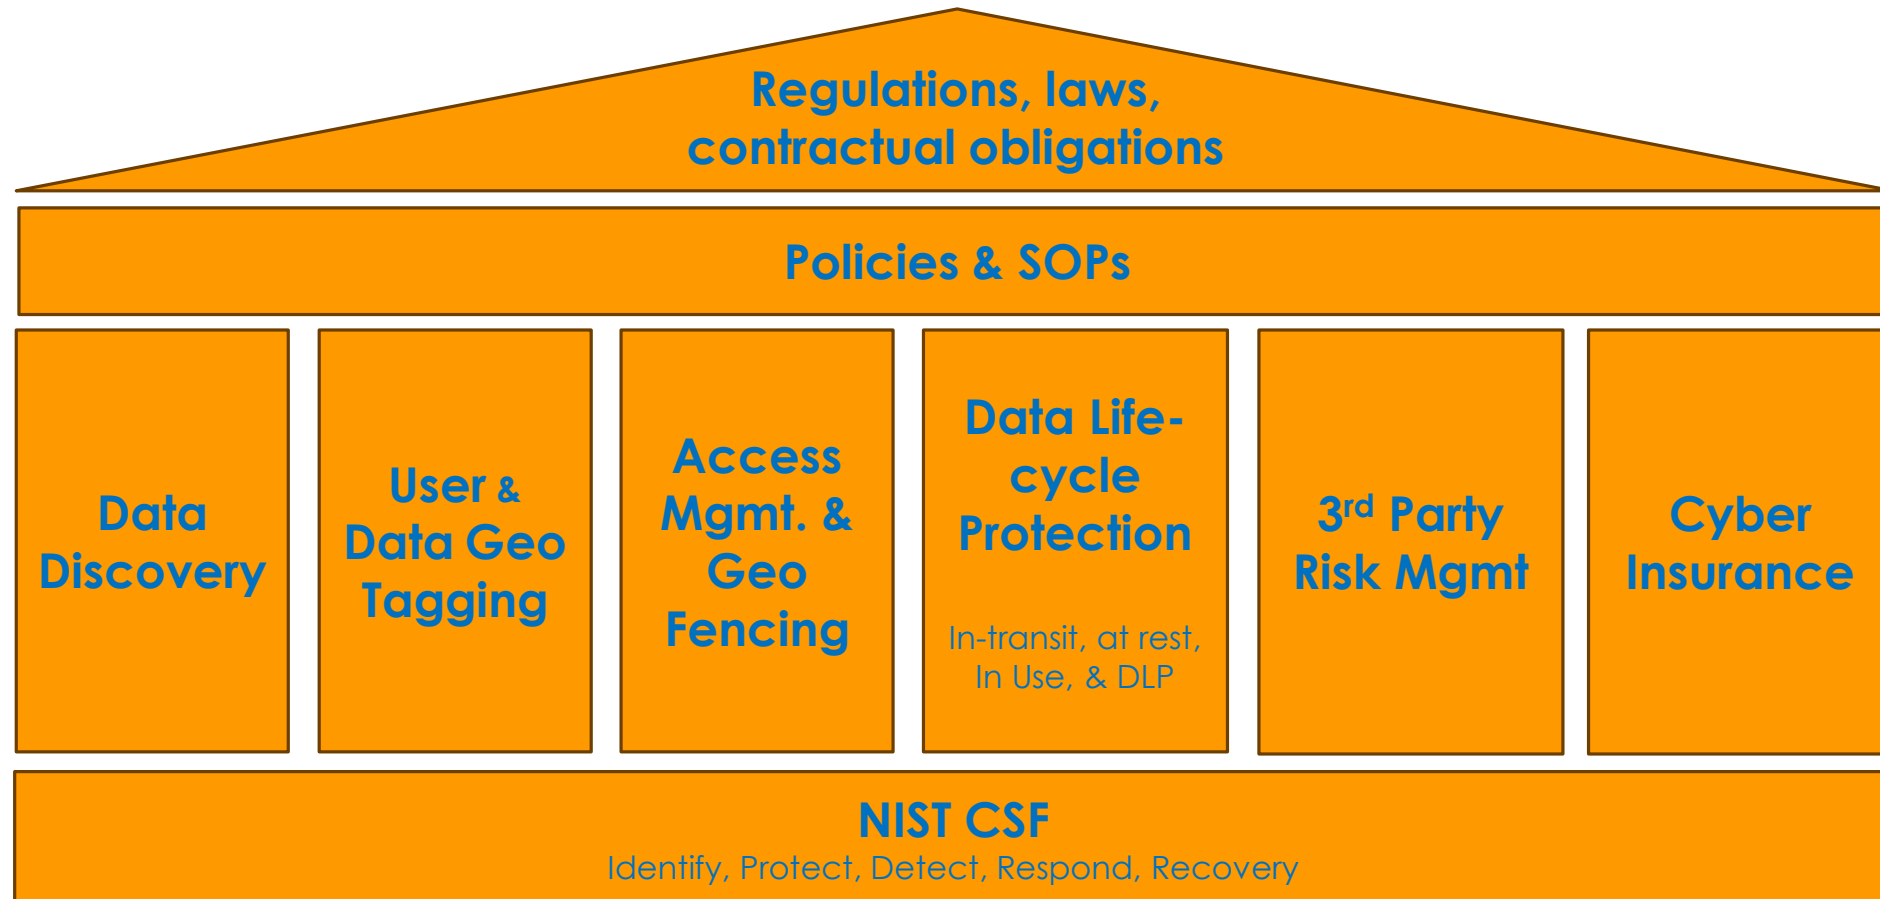 Regulations, laws,
contractual obligations
Policies & SOPs
Data
Discovery
User &
Data Geo
Tagging
Access
Mgmt. &
Geo
Fencing
Data Life-
cycle
Protection
In-transit, at rest,
In Use, & DLP
3rd Party
Risk Mgmt
Cyber
Insurance
NIST CSF
Identify, Protect, Detect, Respond, Recovery